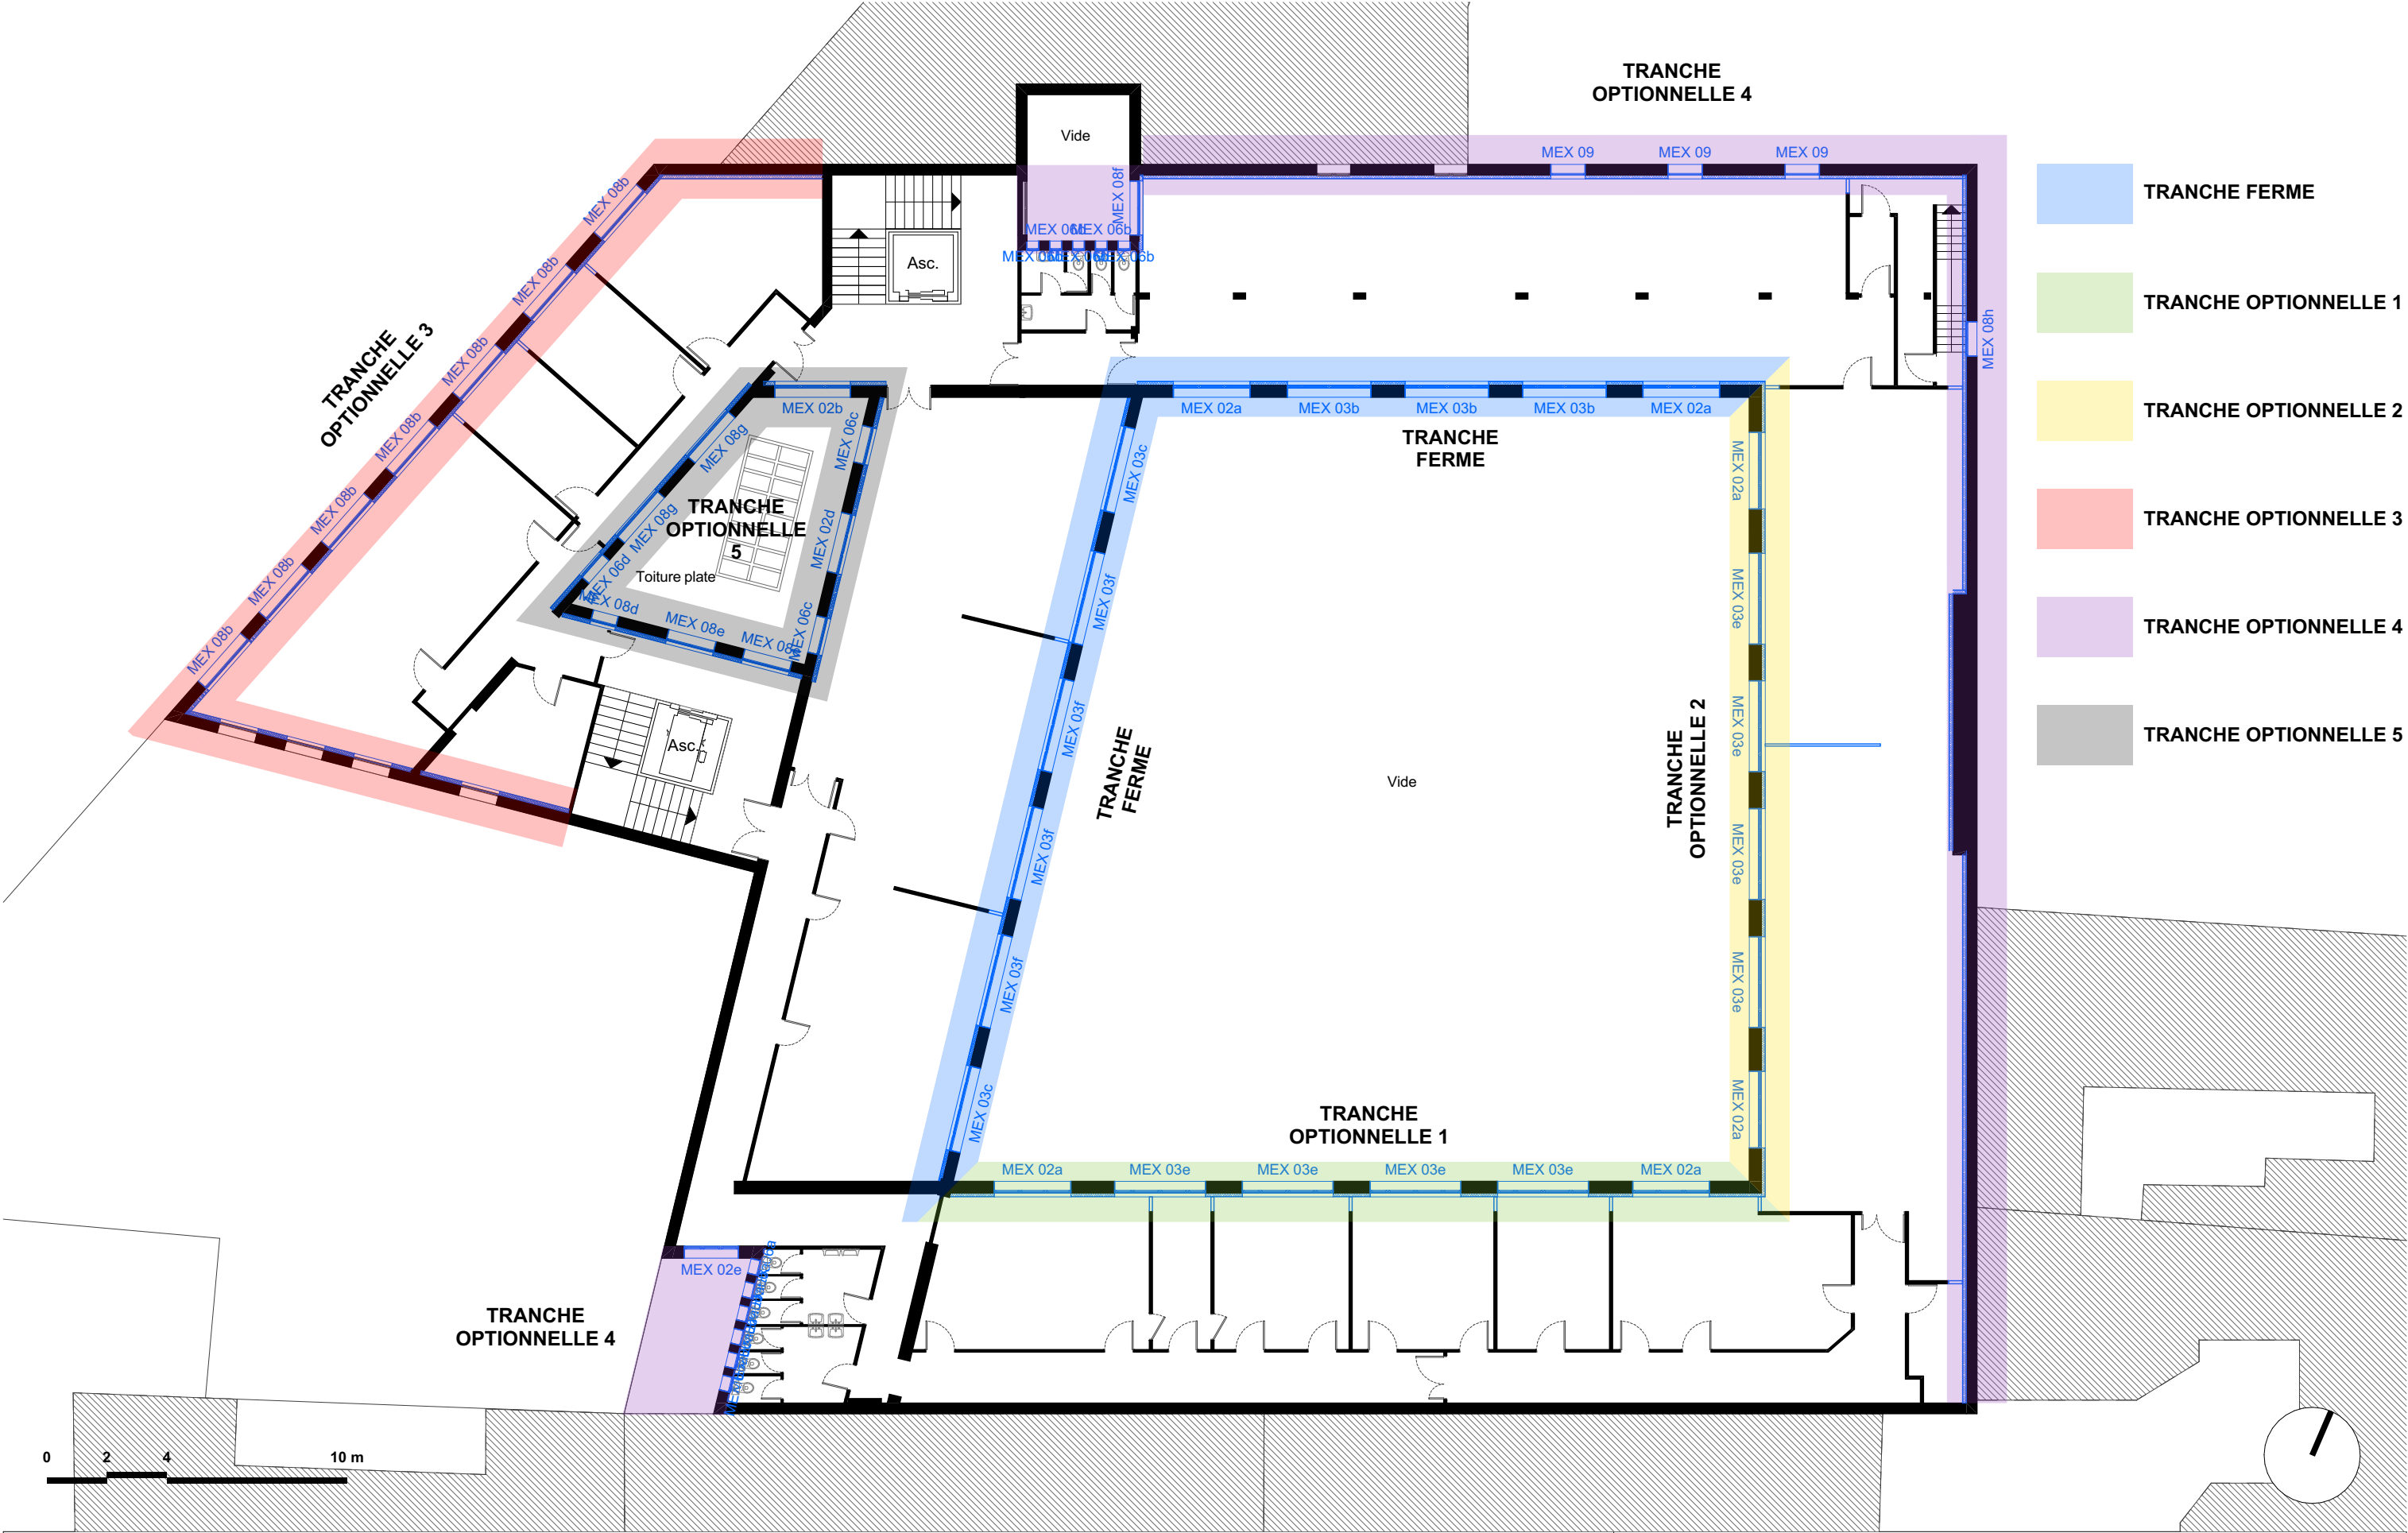 TRANCHE
OPTIONNELLE 4
Vide
MEX 09
MEX 09
MEX 09
MEX 08f
MEX 06b
MEX 06b
MEX 06b
Asc.
MEX 08h
TRANCHE
OPTIONNELLE 3
MEX 08b
MEX 08b
MEX 08b
MEX 08b
MEX 08b
MEX 08b
MEX 08b
MEX 02b
MEX 06c
MEX 08g
MEX 08g
MEX 02d
MEX 06d
MEX 08d
MEX 08e
MEX 06c
TRANCHE
OPTIONNELLE
5
Toiture plate
Asc.
MEX 02a
MEX 03b
MEX 03b
MEX 03b
MEX 02a
TRANCHE
FERME
MEX 03c
MEX 03f
MEX 03f
MEX 03f
MEX 03f
MEX 03c
TRANCHE
FERME
Vide
MEX 02a
MEX 03e
MEX 03e
MEX 03e
MEX 03e
MEX 02a
TRANCHE
OPTIONNELLE 2
TRANCHE
OPTIONNELLE 1
MEX 02a
MEX 03e
MEX 03e
MEX 03e
MEX 03e
MEX 02a
MEX 02e
TRANCHE
OPTIONNELLE 4
0 2 4 10 m
TRANCHE FERME
TRANCHE OPTIONNELLE 1
TRANCHE OPTIONNELLE 2
TRANCHE OPTIONNELLE 3
TRANCHE OPTIONNELLE 4
TRANCHE OPTIONNELLE 5